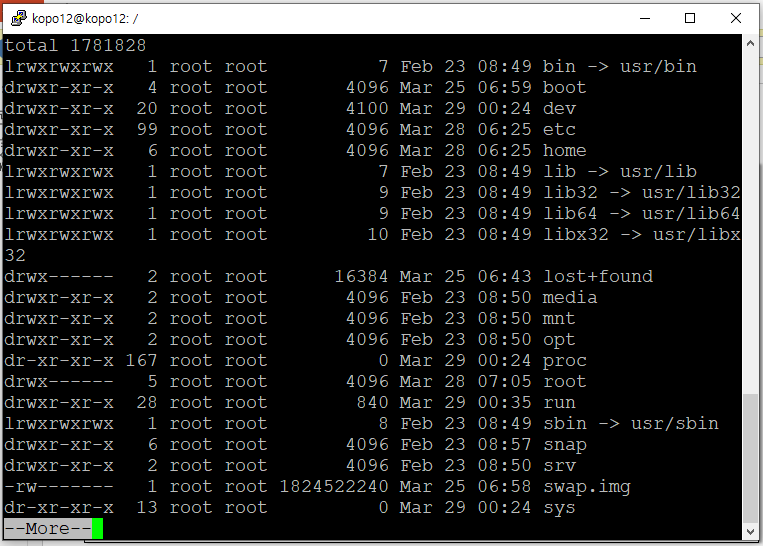 kopo12@kopo12: /
total 1781828
lrwxrwxrwx   1 root root          7 Feb 23 08:49 bin -> usr/bin
drwxr-xr-x   4 root root       4096 Mar 25 06:59 boot
drwxr-xr-x  20 root root       4100 Mar 29 00:24 dev
drwxr-xr-x  99 root root       4096 Mar 28 06:25 etc
drwxr-xr-x   6 root root       4096 Mar 28 06:25 home
lrwxrwxrwx   1 root root          7 Feb 23 08:49 lib -> usr/lib
lrwxrwxrwx   1 root root          9 Feb 23 08:49 lib32 -> usr/lib32
lrwxrwxrwx   1 root root          9 Feb 23 08:49 lib64 -> usr/lib64
lrwxrwxrwx   1 root root         10 Feb 23 08:49 libx32 -> usr/libx
32
drwx------   2 root root      16384 Mar 25 06:43 lost+found
drwxr-xr-x   2 root root       4096 Feb 23 08:50 media
drwxr-xr-x   2 root root       4096 Feb 23 08:50 mnt
drwxr-xr-x   2 root root       4096 Feb 23 08:50 opt
dr-xr-xr-x 167 root root          0 Mar 29 00:24 proc
drwx------   5 root root       4096 Mar 28 07:05 root
drwxr-xr-x  28 root root        840 Mar 29 00:35 run
lrwxrwxrwx   1 root root          8 Feb 23 08:49 sbin -> usr/sbin
drwxr-xr-x   6 root root       4096 Feb 23 08:57 snap
drwxr-xr-x   2 root root       4096 Feb 23 08:50 srv
-rw-------   1 root root 1824522240 Mar 25 06:58 swap.img
dr-xr-xr-x  13 root root          0 Mar 29 00:24 sys
--More--